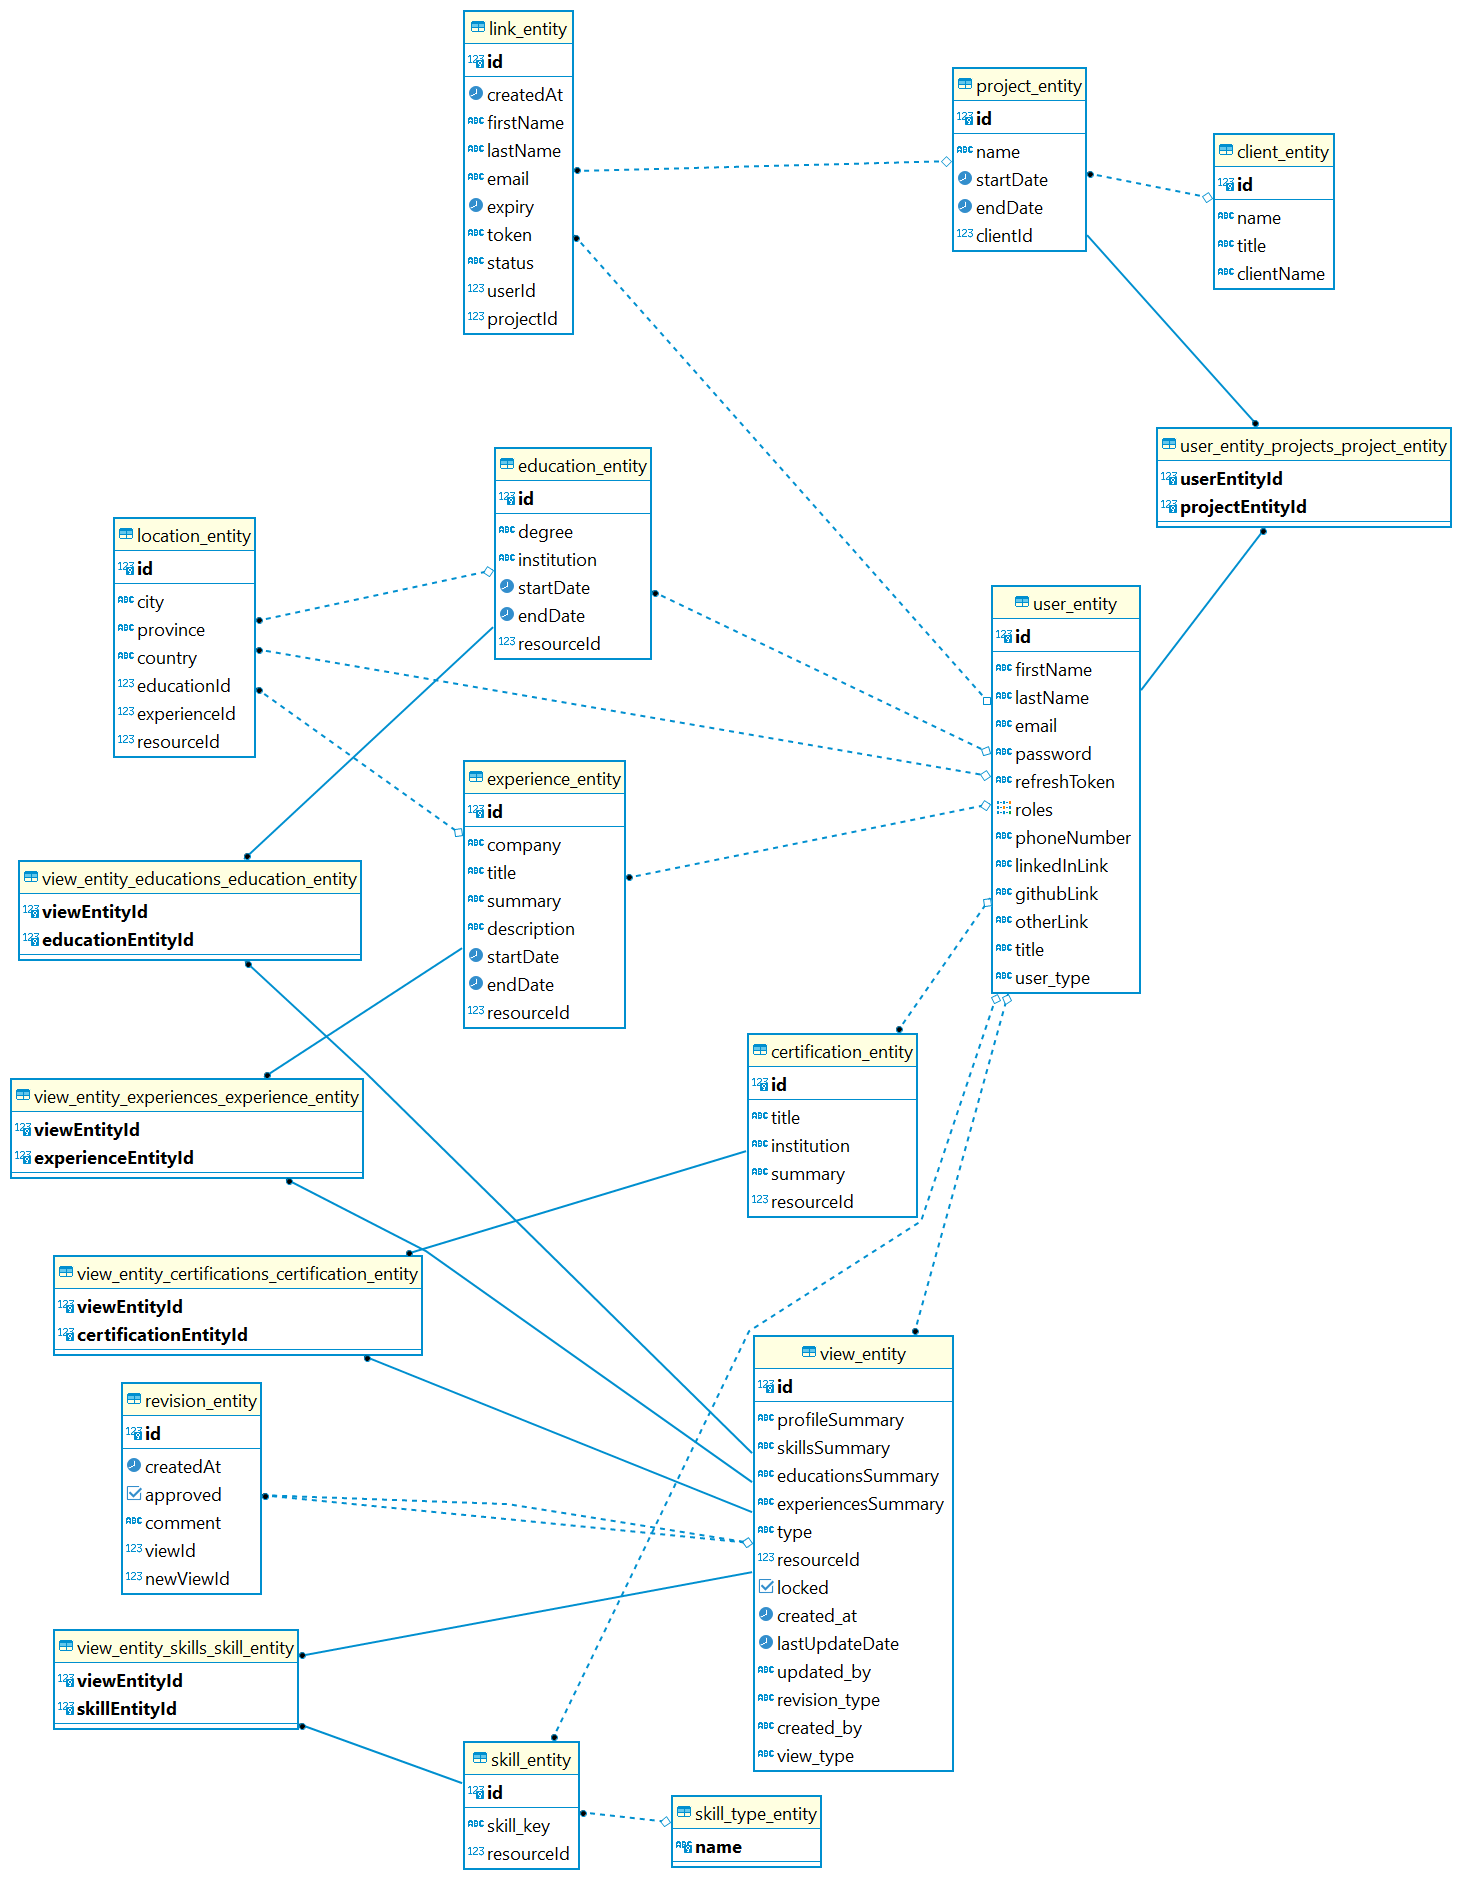 link_entity
id
createdAt
firstName
lastName
email
expiry
token
status
userId
projectId
project_entity
id
name
startDate
endDate
clientId
client_entity
id
name
title
clientName
user_entity_projects_project_entity
userEntityId
projectEntityId
education_entity
id
degree
institution
startDate
endDate
resourceId
location_entity
id
city
province
country
educationId
experienceId
resourceId
user_entity
id
firstName
lastName
email
password
refreshToken
roles
phoneNumber
linkedInLink
githubLink
otherLink
title
user_type
experience_entity
id
company
title
summary
description
startDate
endDate
resourceId
view_entity_educations_education_entity
viewEntityId
educationEntityId
certification_entity
id
title
institution
summary
resourceId
view_entity_experiences_experience_entity
viewEntityId
experienceEntityId
view_entity_certifications_certification_entity
viewEntityId
certificationEntityId
view_entity
id
profileSummary
skillsSummary
educationsSummary
experiencesSummary
type
resourceId
locked
created_at
lastUpdateDate
updated_by
revision_type
created_by
view_type
revision_entity
id
createdAt
approved
comment
viewId
newViewId
view_entity_skills_skill_entity
viewEntityId
skillEntityId
skill_entity
id
skill_key
resourceId
skill_type_entity
name